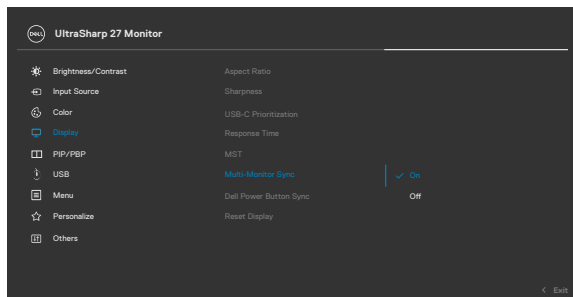 DELL UltraSharp 27 Monitor
Brightness/Contrast
Input Source
Color
Display
PIP/PBP
USB
Menu
Personalize
Others
Aspect Ratio
Sharpness
USB-C Prioritization
Response Time
MST
Multi-Monitor Sync
Dell Power Button Sync
Reset Display
On
Off
Exit